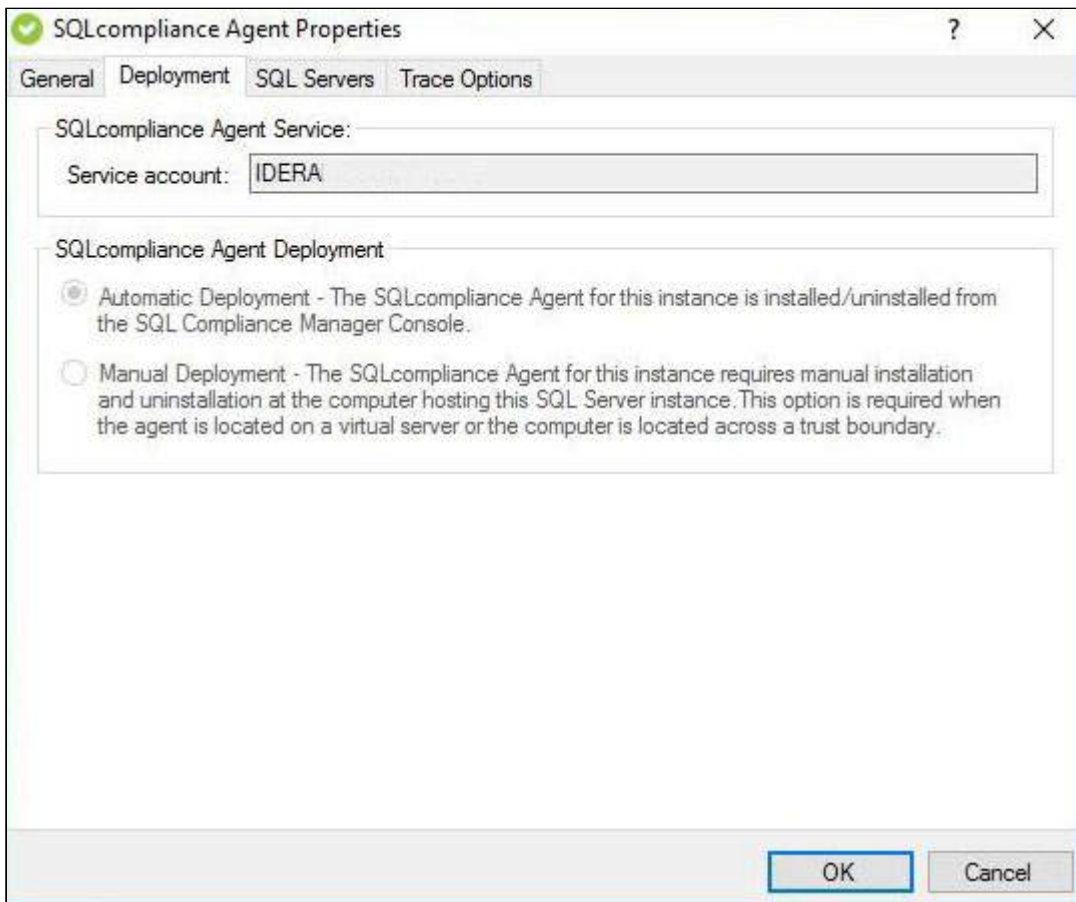 SQLcompliance Agent Properties
?
General
Deployment
SQL Servers
Trace Options
SQLcompliance Agent Service:
Service account:
IDERA
SQLcompliance Agent Deployment
Automatic Deployment - The SQLcompliance Agent for this instance is installed/uninstalled from
the SQL Compliance Manager Console.
Manual Deployment - The SQLcompliance Agent for this instance requires manual installation
and uninstallation at the computer hosting this SQL Server instance.This option is required when
the agent is located on a virtual server or the computer is located across a trust boundary.
OK
Cancel